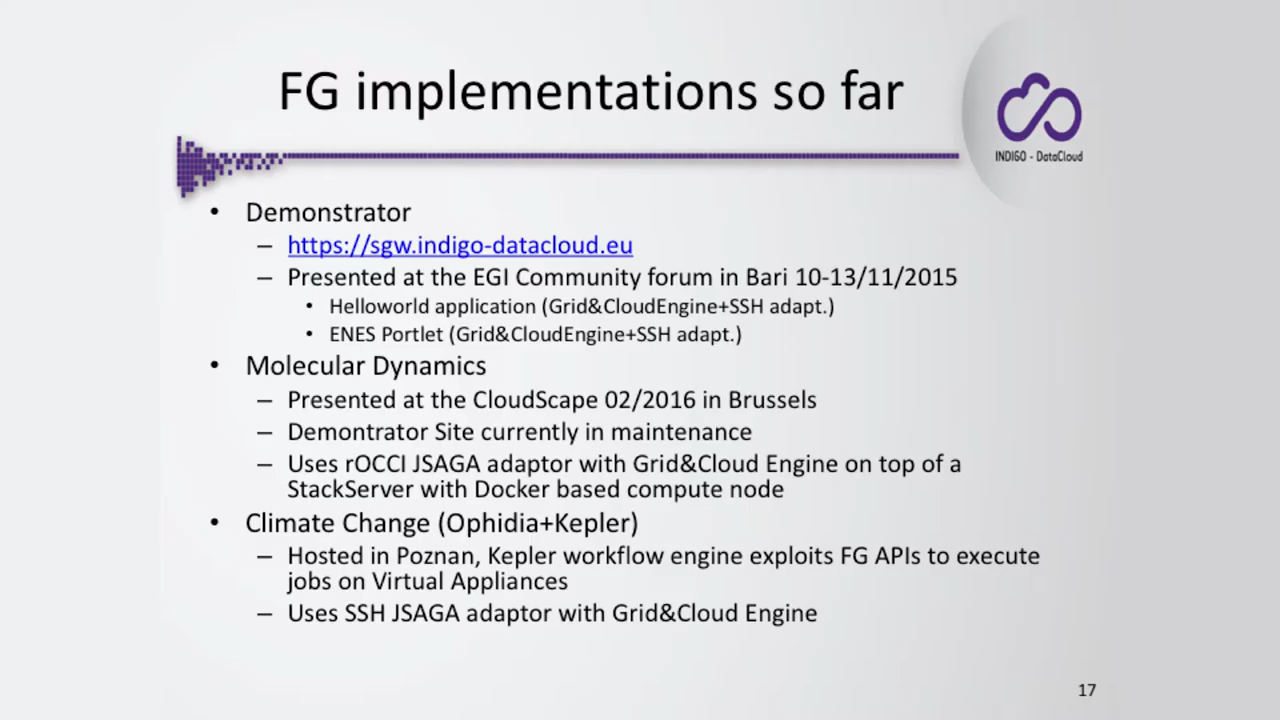 FG implementations so far
INDIGO - DataCloud
• Demonstrator
– https://sgw.indigo-datacloud.eu
– Presented at the EGI Community forum in Bari 10-13/11/2015
• Helloworld application (Grid&CloudEngine+SSH adapt.)
• ENES Portlet (Grid&CloudEngine+SSH adapt.)
• Molecular Dynamics
– Presented at the CloudScape 02/2016 in Brussels
– Demontrator Site currently in maintenance
– Uses rOCCI JSAGA adaptor with Grid&Cloud Engine on top of a
StackServer with Docker based compute node
• Climate Change (Ophidia+Kepler)
– Hosted in Poznan, Kepler workflow engine exploits FG APIs to execute
jobs on Virtual Appliances
– Uses SSH JSAGA adaptor with Grid&Cloud Engine
17